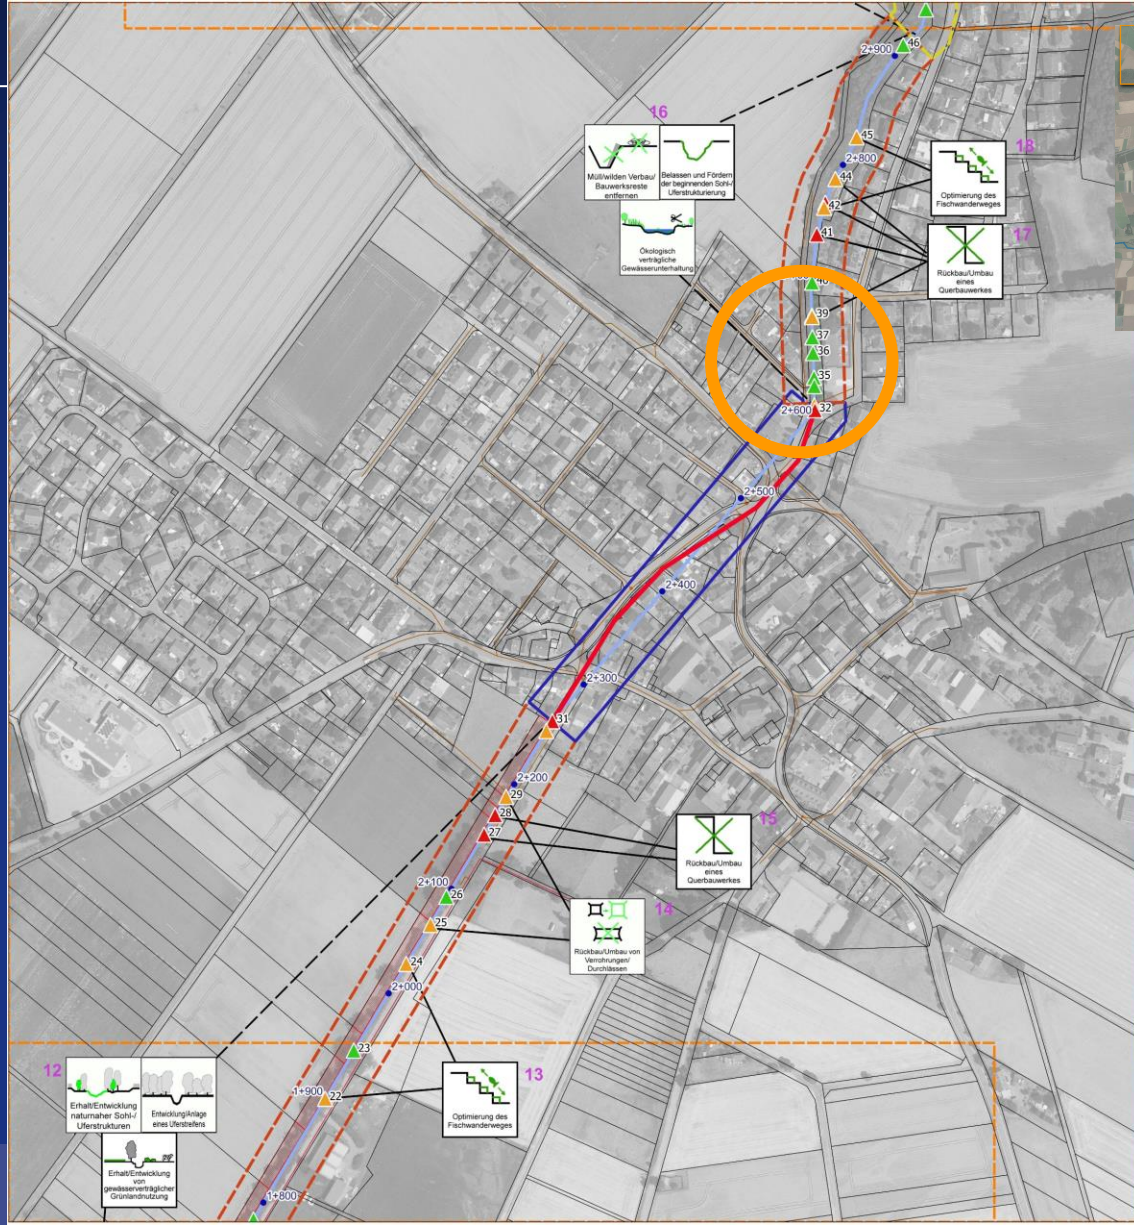 46
2+900
16
45
18
2+800
Müll/wilden Verbau/
Bauwerksreste
entfernen
Belassen und Fördern
der beginnenden Sohl-/
Uferstrukturierung
44
Optimierung des
Fischwanderweges
42
41
17
Ökologisch
verträgliche
Gewässerunterhaltung
Rückbau/Umbau
eines
Querbauwerkes
40
39
37
36
35
32
2+600
2+500
2+400
2+300
31
2+200
29
28
27
15
Rückbau/Umbau
eines
Querbauwerkes
2+100
26
14
25
Rückbau/Umbau von
Verrohrungen/
Durchlässen
24
2+000
23
12
13
1+900
22
Erhalt/Entwicklung
naturnaher Sohl-/
Uferstrukturen
Entwicklung/Anlage
eines Uferstreifens
Optimierung des
Fischwanderweges
Erhalt/Entwicklung
von
gewässerverträglicher
Grünlandnutzung
1+800